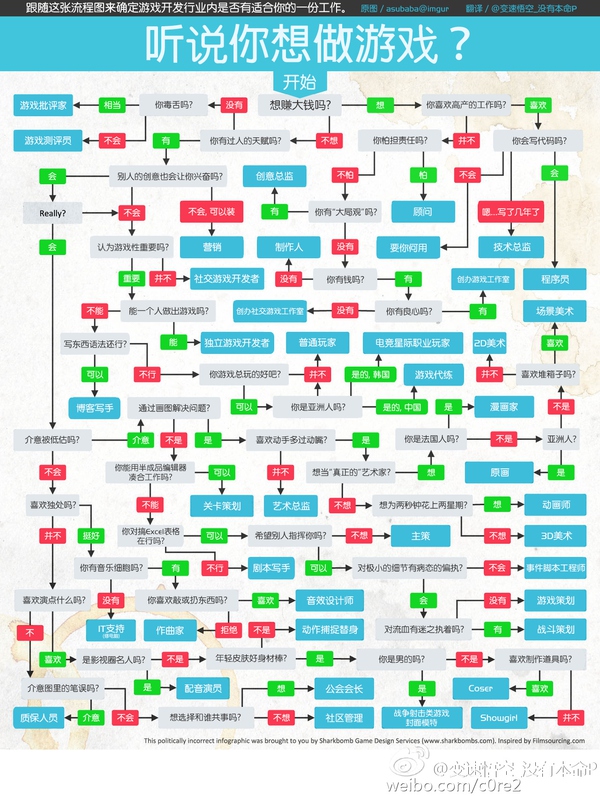 跟随这张流程图来确定游戏开发行业内是否有适合你的一份工作。 原图 / asubaba@imgur 翻译 / @变速悟空_没有本命P
听说你想做游戏？
开始
游戏批评家 相当 你毒舌吗? 没有 想赚大钱吗? 想 你喜欢高产的工作吗? 喜欢
游戏测评员 不会 有 你有过人的天赋吗? 不想 你怕担责任吗? 并不 你会写代码吗?
会 别人的创意也会让你兴奋吗? 创意总监 不怕 怕 不会 会
Really? 不会 不会, 可以装 有 你有"大局观"吗? 顾问 嗯...写了几年了
会 认为游戏性重要吗? 营销 制作人 没有 要你何用 技术总监
重要 并不 社交游戏开发者 没有 你有钱吗? 有 创办游戏工作室 程序员
不能 能一个人做出游戏吗? 创办社交游戏工作室 没有 你有良心吗? 有 场景美术
写东西语法还行? 能 独立游戏开发者 普通玩家 电竞星际职业玩家 2D美术 喜欢
可以 不行 你游戏总玩的好吧? 并不 是的, 韩国 游戏代练 并不 喜欢堆箱子吗?
博客写手 通过画图解决问题? 可以 你是亚洲人吗? 是的, 中国 是 漫画家 不是
介意被低估吗? 介意 不是 是 喜欢动手多过动嘴? 是 你是法国人吗? 不是 亚洲人?
不会 你能用半成品编辑器
凑合工作吗? 可以 并不 想当"真正的"艺术家? 想 原画 是
喜欢独处吗? 不能 关卡策划 艺术总监 不想 想为两秒钟花上两星期? 想 动画师
并不 挺好 你对搞Excel表格
在行吗? 可以 希望别人指挥你吗? 不想 主策 不想 3D美术
你有音乐细胞吗? 有 不行 剧本写手 可以 对极小的细节有病态的偏执? 不会 事件脚本工程师
喜欢演点什么吗? 没有 你喜欢敲或扔东西吗? 喜欢 音效设计师 会 没有 游戏策划
不 IT支持 作曲家 拒绝 不是 动作捕捉替身 对流血有迷之执着吗? 有 战斗策划
喜欢 是影视圈名人吗? 不是 年轻皮肤好身材棒? 是 你是男的吗? 不是 喜欢制作道具吗?
介意图里的笔误吗? 是 配音演员 想 公会会长 是 Coser 喜欢
质保人员 介意 不会 想选择和谁共事吗? 不想 社区管理 战争射击类游戏
封面模特 Showgirl 并不
This politically incorrect infographic was brought to you by Sharkbomb Game Design Services (www.sharkbombs.com). Inspired by Filmsourcing.com
@变速悟空_没有本命P
weibo.com/c0re2